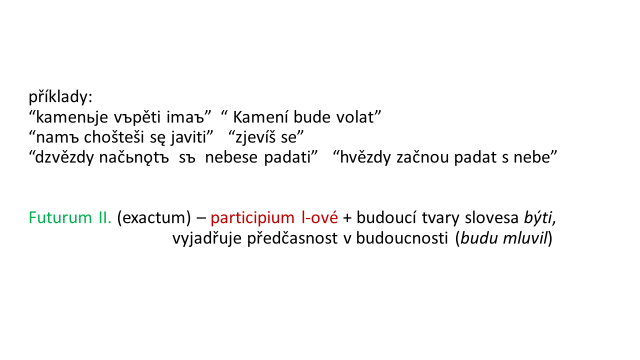 příklady:
“kamenьje vъpěti imaъ” “ Kamení bude volat”
“namъ chošteši sę javiti” “zjevíš se”
“dzvězdy načьnǫtъ sъ nebese padati” “hvězdy začnou padat s nebe”
Futurum II. (exactum) – participium l-ové + budoucí tvary slovesa býti,
vyjadřuje předčasnost v budoucnosti (budu mluvil)